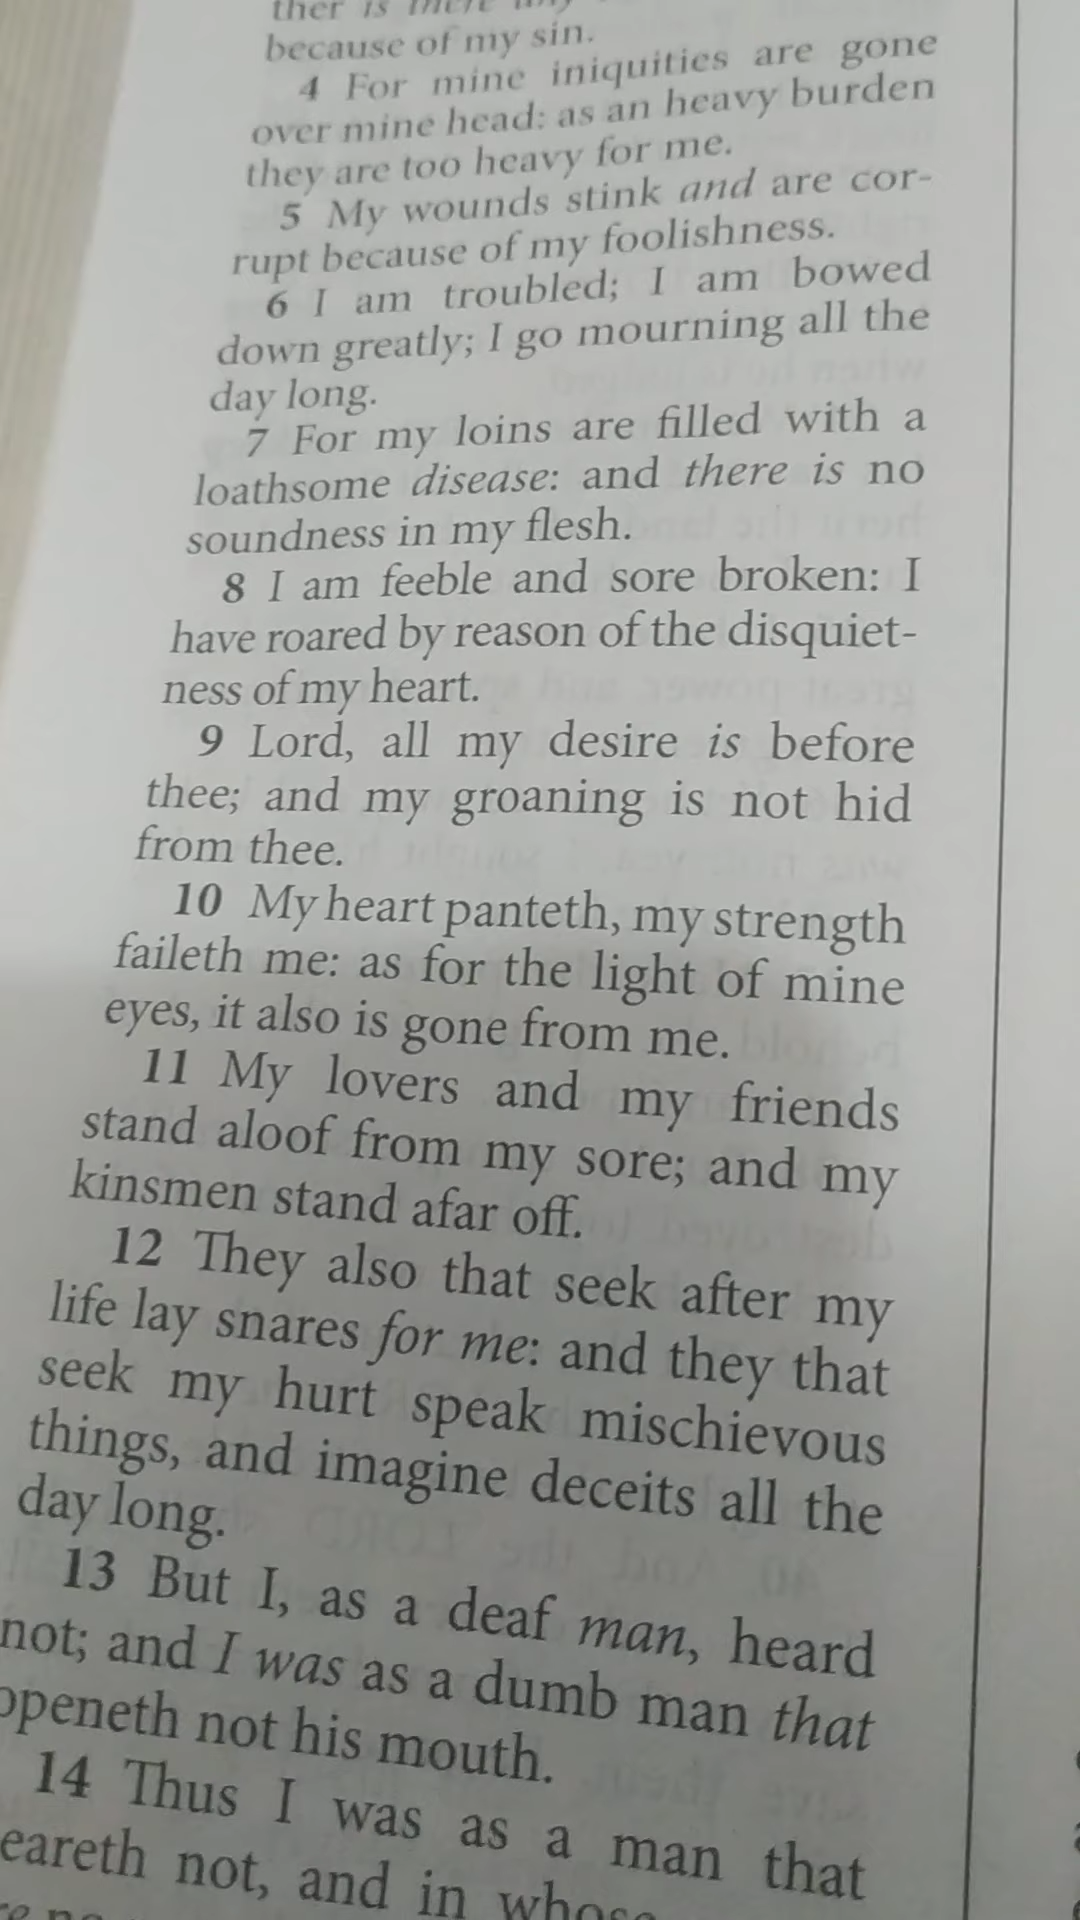 ther is
because of my sin.
4 For mine iniquities are gone
over mine head: as an heavy burden
they are too heavy for me.
5 My wounds stink and are cor-
rupt because of my foolishness.
6 I am troubled; I am bowed
down greatly; I go mourning all the
day long.
7 For my loins are filled with a
loathsome disease: and there is no
soundness in my flesh.
8 I am feeble and sore broken: I
have roared by reason of the disquiet-
ness of my heart.
9 Lord, all my desire is before
thee; and my groaning is not hid
from thee.
10 My heart panteth, my strength
faileth me: as for the light of mine
eyes, it also is gone from me.
11 My lovers and my friends
stand aloof from my sore; and my
kinsmen stand afar off.
12 They also that seek after my
life lay snares for me: and they that
seek my hurt speak mischievous
things, and imagine deceits all the
day long.
13 But I, as a deaf man, heard
not; and I was as a dumb man that
openeth not his mouth.
14 Thus I was as a man that
eareth not, and in whose